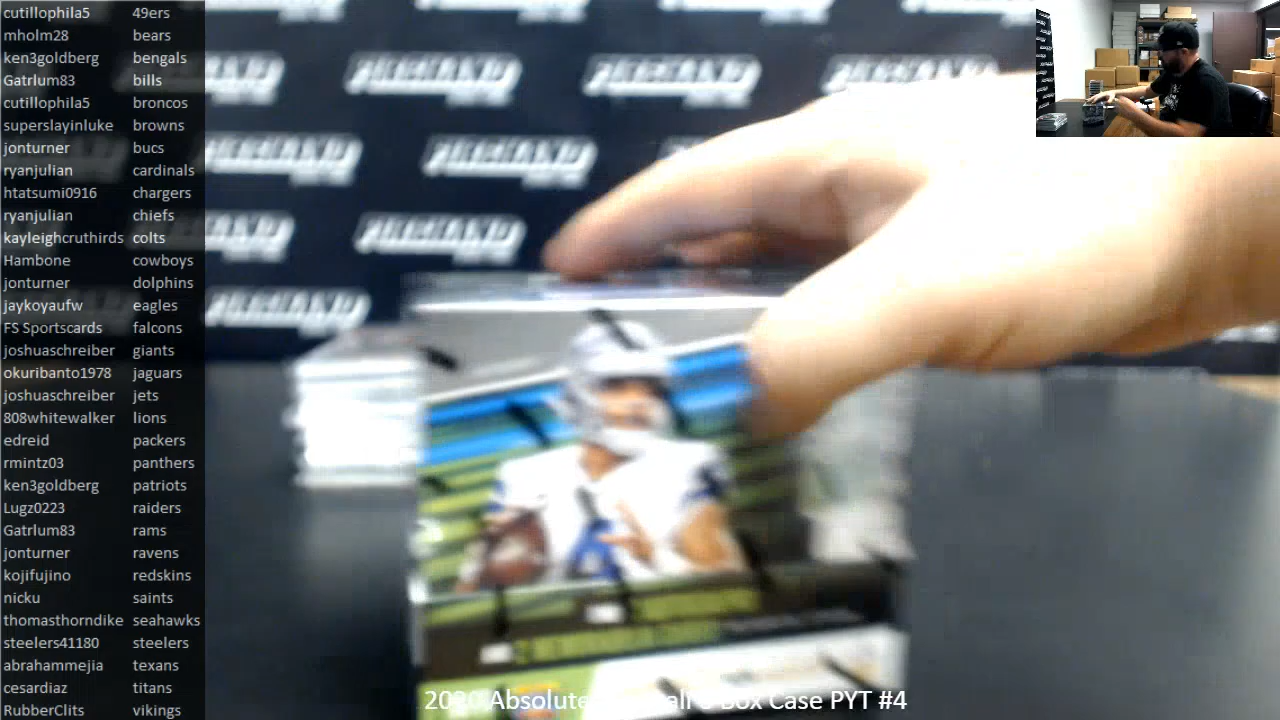 cutillophila5 49ers
mholm28 bears
ken3goldberg bengals
Gatrlum83 bills
cutillophila5 broncos
superslayinluke browns
jonturner bucs
ryanjulian cardinals
htatsumi0916 chargers
ryanjulian chiefs
kayleighcruthirds colts
Hambone cowboys
jonturner dolphins
jaykoyaufw eagles
FS Sportscards falcons
joshuaschreiber giants
okuribanto1978 jaguars
joshuaschreiber jets
808whitewalker lions
edreid packers
rmintz03 panthers
ken3goldberg patriots
Lugz0223 raiders
Gatrlum83 rams
jonturner ravens
kojifujino redskins
nicku saints
thomasthorndike seahawks
steelers41180 steelers
abrahammejia texans
cesardiaz titans
RubberClits vikings
2020 Absolute Box Case PYT #4